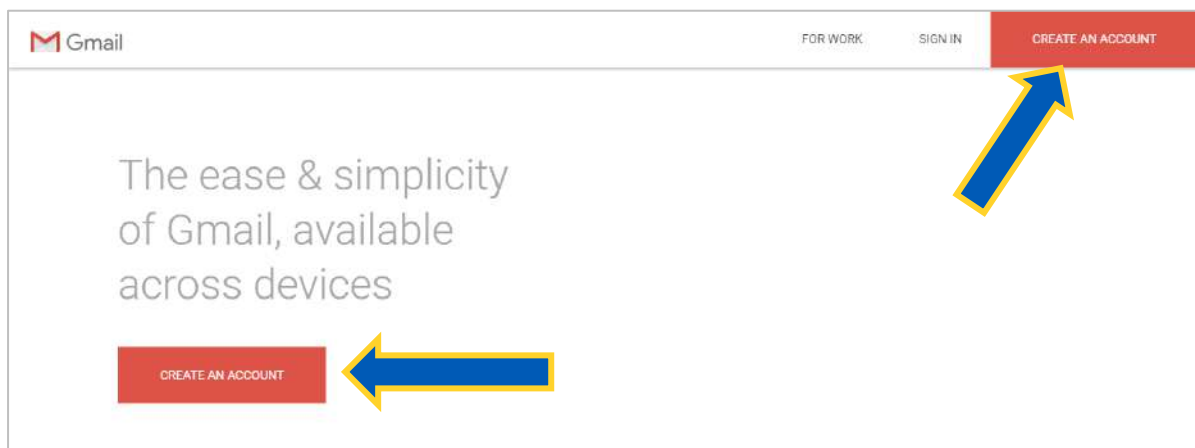 Gmail
FOR WORK
SIGN IN
CREATE AN ACCOUNT
The ease & simplicity
of Gmail, available
across devices
CREATE AN ACCOUNT